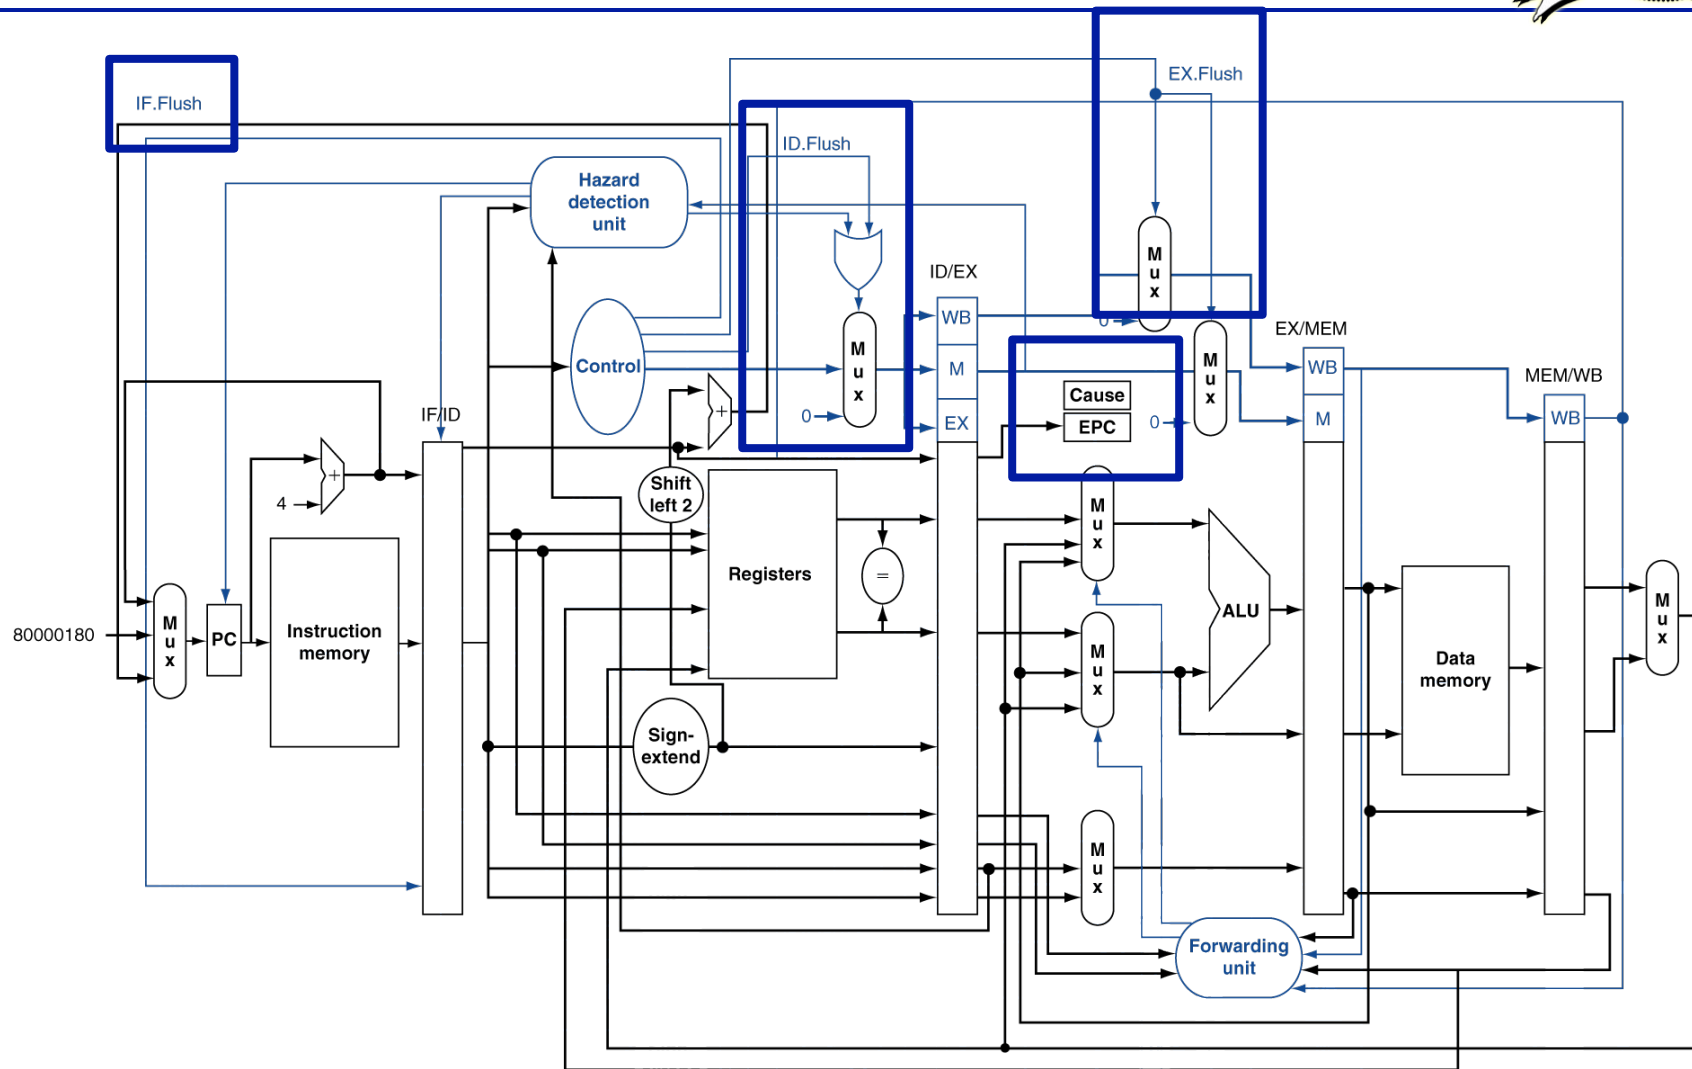 EX.Flush
IF.Flush
ID.Flush
Hazard
detection
unit
ID/EX
M
u
x
0
WB
EX/MEM
M
u
x
Control
M
u
x
0
M
EX
Cause
EPC
0
M
u
x
WB
M
MEM/WB
WB
IF/ID
+
+
4
Shift
left 2
Registers
=
M
u
x
ALU
80000180
M
u
x
PC
Instruction
memory
M
u
x
Data
memory
M
u
x
Sign-
extend
M
u
x
Forwarding
unit